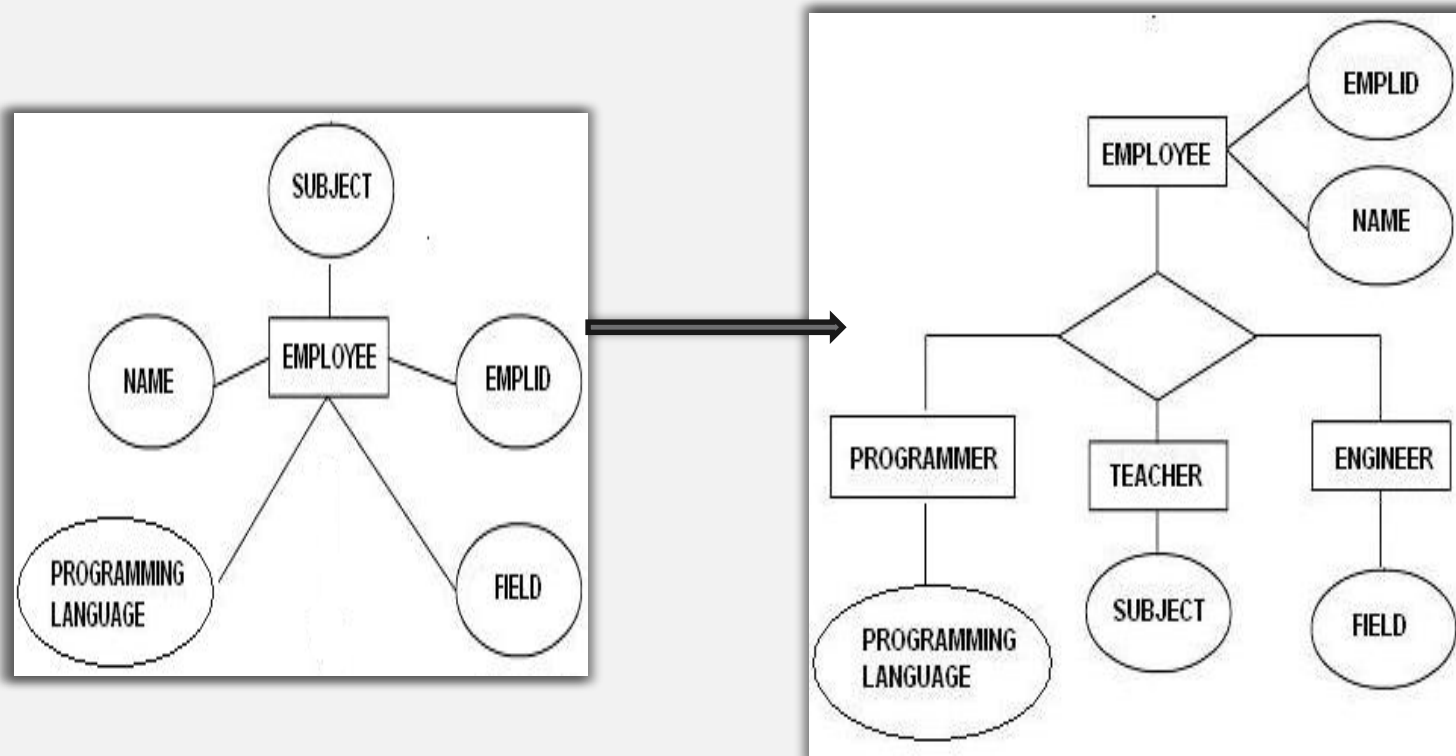 SUBJECT
NAME
EMPLOYEE
EMPLID
PROGRAMMING
LANGUAGE
FIELD
EMPLID
EMPLOYEE
NAME
PROGRAMMER
TEACHER
ENGINEER
PROGRAMMING
LANGUAGE
SUBJECT
FIELD